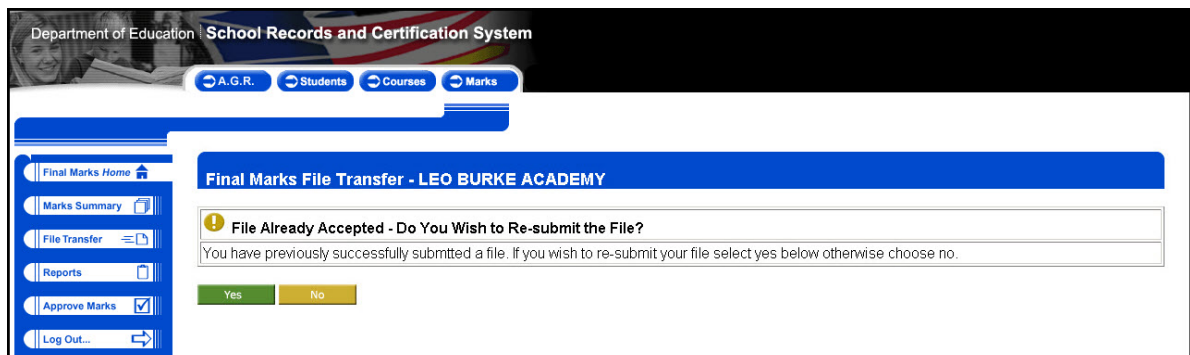 Department of Education School Records and Certification System
A.G.R. Students Courses Marks
Final Marks Home
Marks Summary
File Transfer
Reports
Approve Marks
Log Out...
Final Marks File Transfer - LEO BURKE ACADEMY
File Already Accepted - Do You Wish to Re-submit the File?
You have previously successfully submtted a file. If you wish to re-submit your file select yes below otherwise choose no.
Yes No